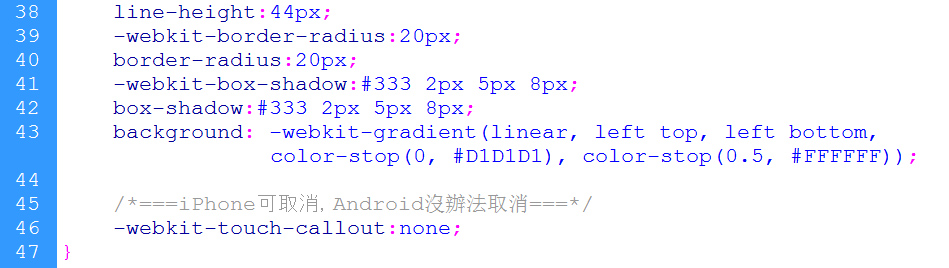 38 line-height:44px;
39 -webkit-border-radius:20px;
40 border-radius:20px;
41 -webkit-box-shadow:#333 2px 5px 8px;
42 box-shadow:#333 2px 5px 8px;
43 background: -webkit-gradient(linear, left top, left bottom,
color-stop(0, #D1D1D1), color-stop(0.5, #FFFFFF));
44
45 /*===iPhone可取消, Android沒辦法取消===*/
46 -webkit-touch-callout:none;
47 }